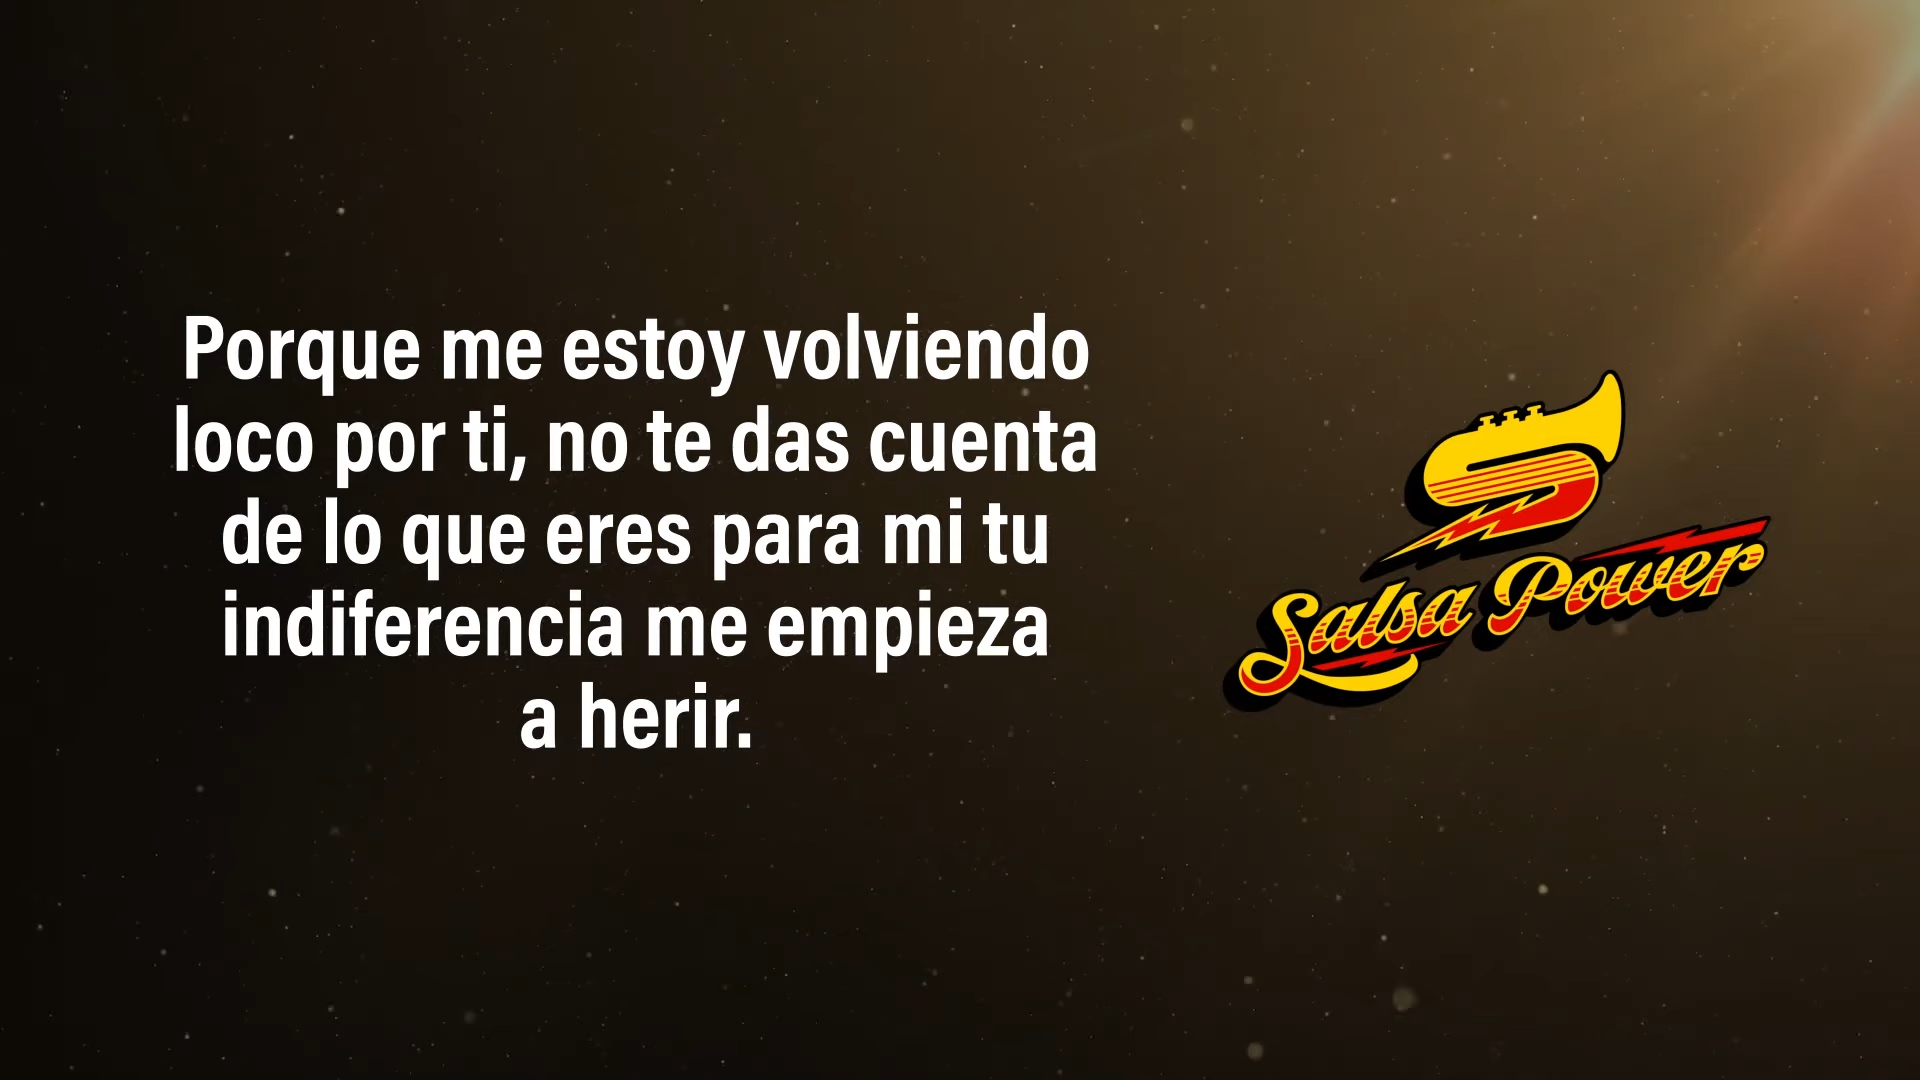 Porque me estoy volviendo
loco por ti, no te das cuenta
de lo que eres para mi tu
indiferencia me empieza
a herir.
Salsa Power